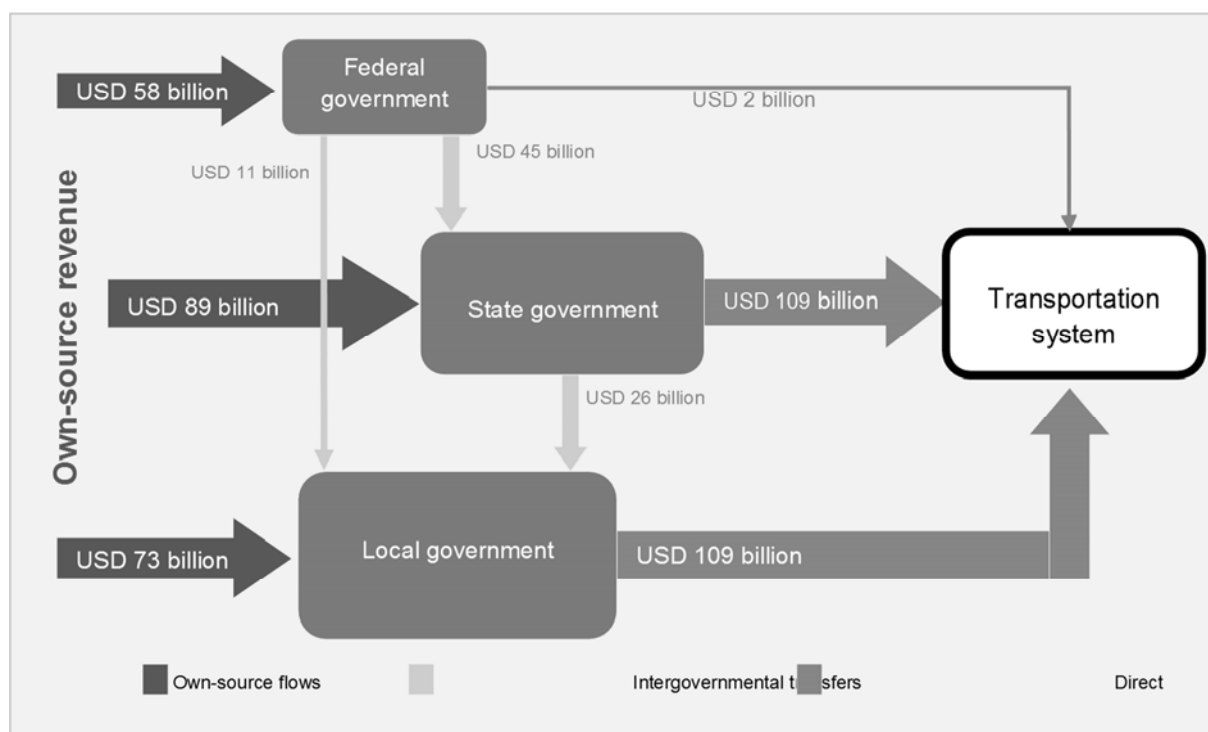 Federal
government
USD 58 billion
USD 2 billion
USD 45 billion
USD 11 billion
Own-source revenue
USD 89 billion
State government
USD 109 billion
Transportation
system
USD 26 billion
Local government
USD 73 billion
USD 109 billion
Own-source flows
Intergovernmental t sfers
Direct